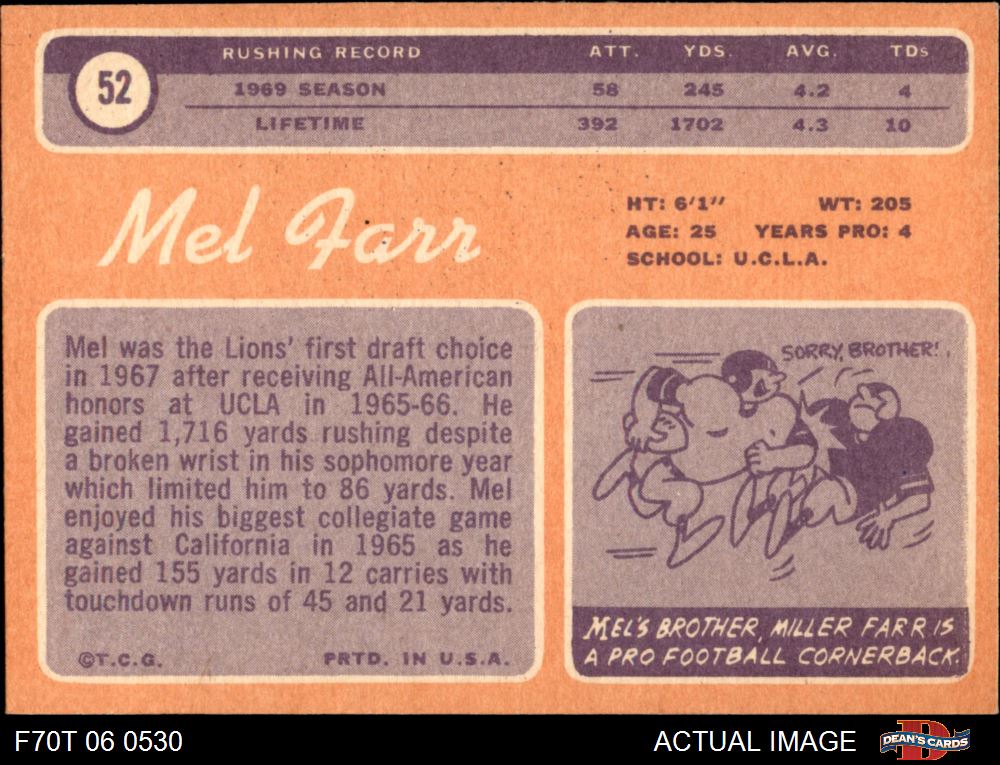 52
RUSHING RECORD ATT. YDS. AVG. TDs
1969 SEASON 58 245 4.2 4
LIFETIME 392 1702 4.3 10
Mel Farr
HT: 6'1" WT: 205
AGE: 25 YEARS PRO: 4
SCHOOL: U.C.L.A.
Mel was the Lions' first draft choice
in 1967 after receiving All-American
honors at UCLA in 1965-66. He
gained 1,716 yards rushing despite
a broken wrist in his sophomore year
which limited him to 86 yards. Mel
enjoyed his biggest collegiate game
against California in 1965 as he
gained 155 yards in 12 carries with
touchdown runs of 45 and 21 yards.
©T.C.G. PRTD. IN U.S.A.
SORRY, BROTHER!
MEL'S BROTHER, MILLER FARR IS
A PRO FOOTBALL CORNERBACK.
F70T 06 0530 ACTUAL IMAGE DEAN'S CARDS